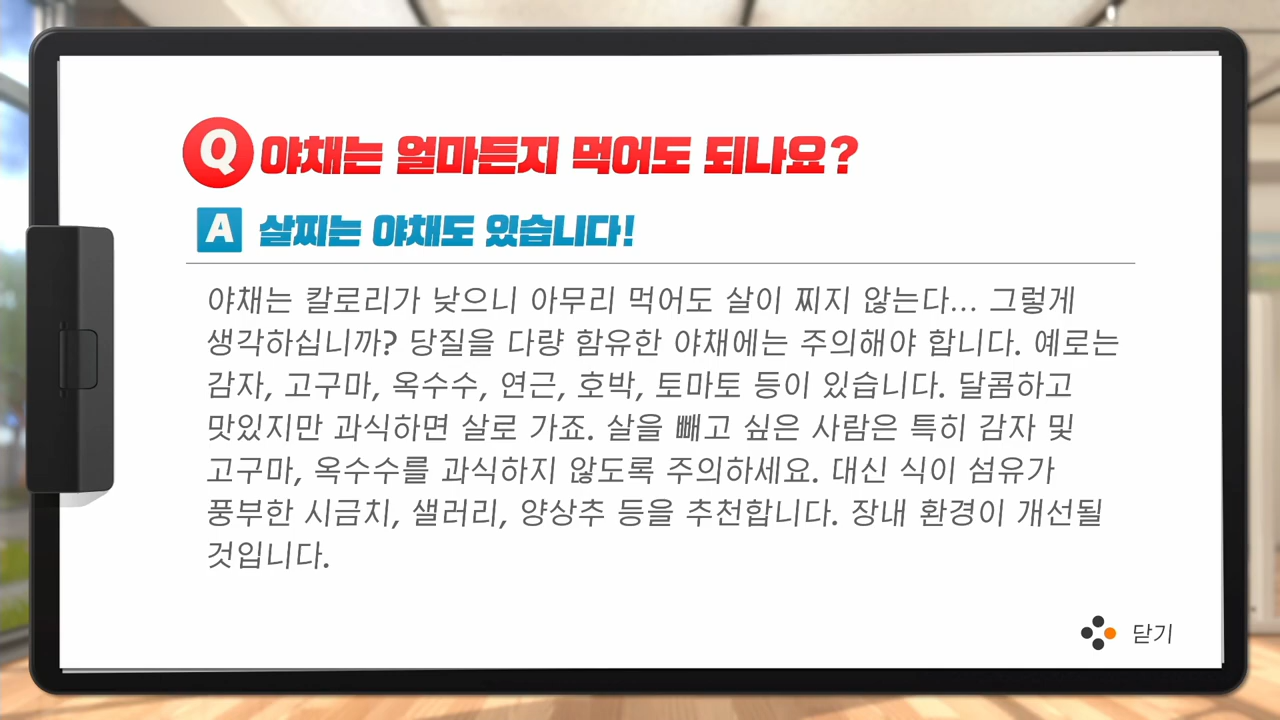 Q 야채는 얼마든지 먹어도 되나요?
A 살찌는 야채도 있습니다!
야채는 칼로리가 낮으니 아무리 먹어도 살이 찌지 않는다... 그렇게
생각하십니까? 당질을 다량 함유한 야채에는 주의해야 합니다. 예로는
감자, 고구마, 옥수수, 연근, 호박, 토마토 등이 있습니다. 달콤하고
맛있지만 과식하면 살로 가죠. 살을 빼고 싶은 사람은 특히 감자 및
고구마, 옥수수를 과식하지 않도록 주의하세요. 대신 식이 섬유가
풍부한 시금치, 샐러리, 양상추 등을 추천합니다. 장내 환경이 개선될
것입니다.
닫기